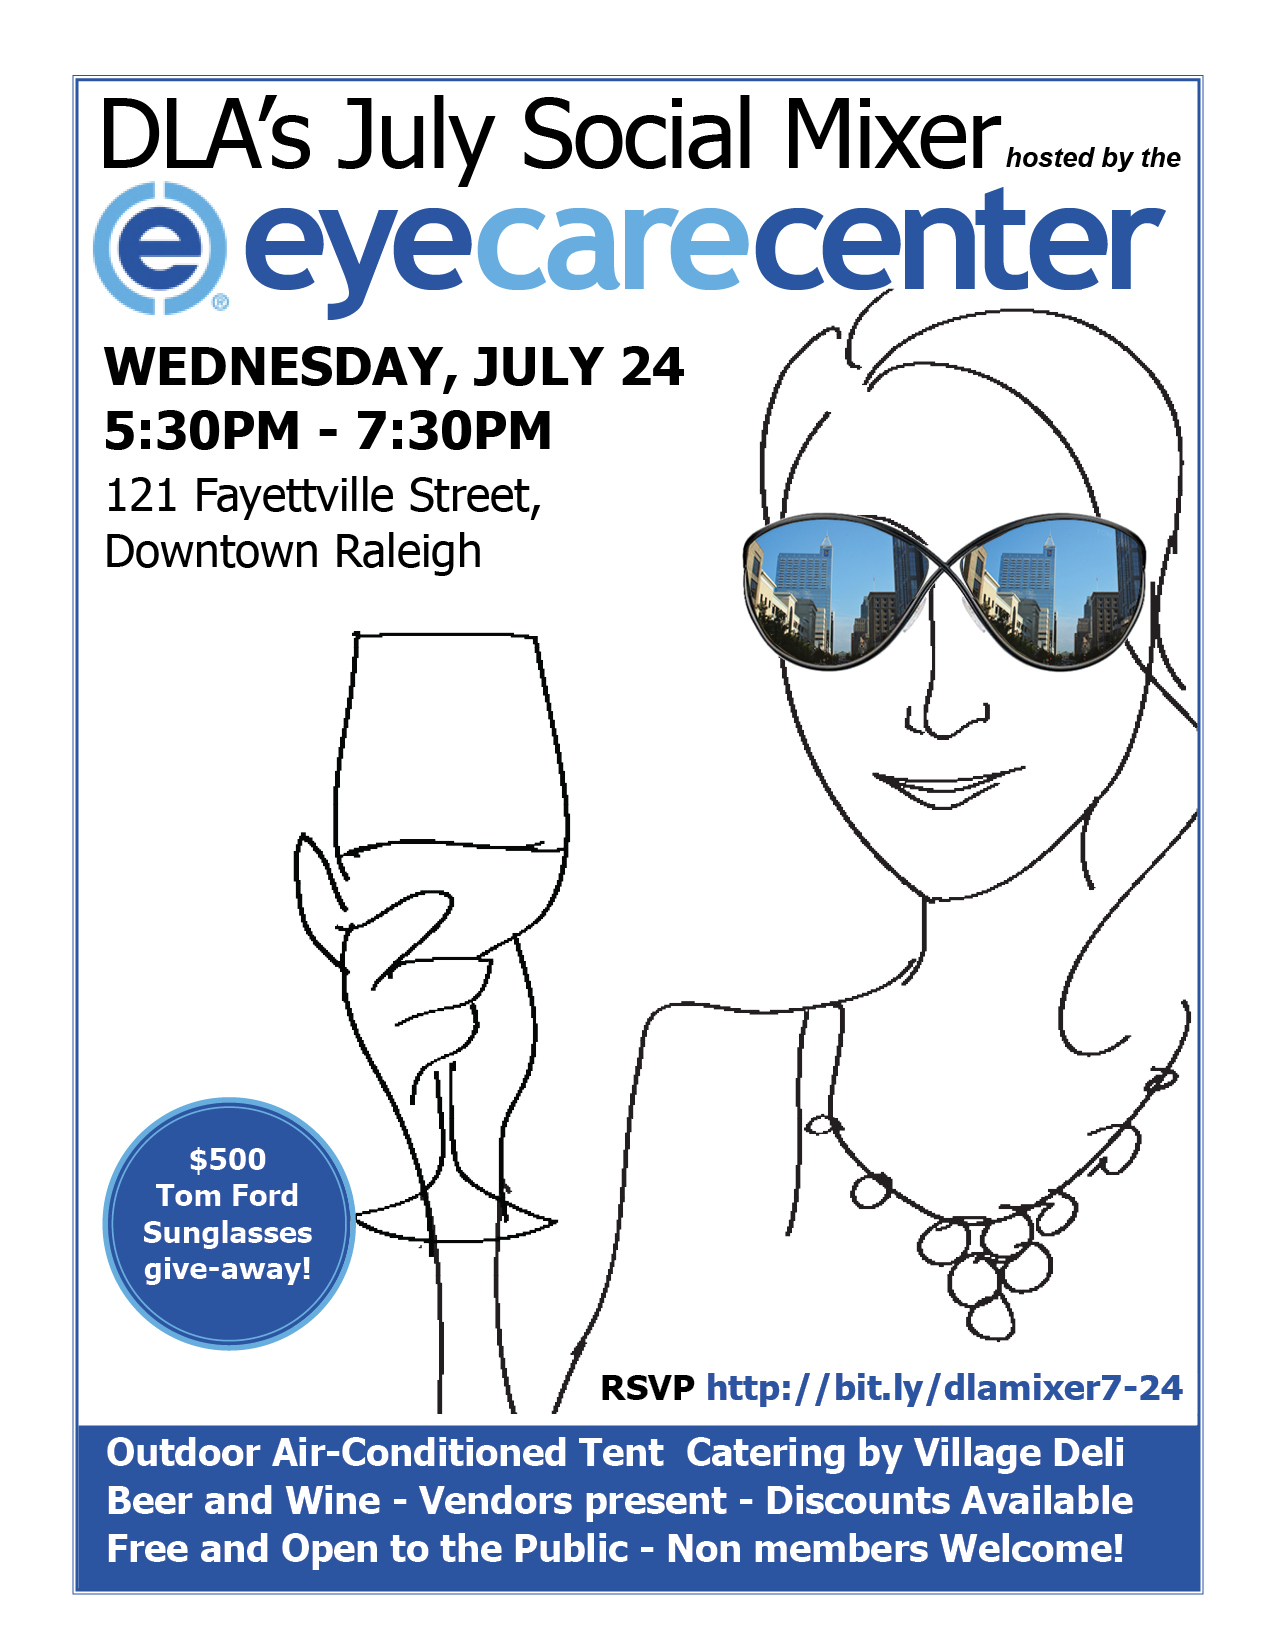 DLA's July Social Mixer hosted by the
e® eyecarecenter
WEDNESDAY, JULY 24
5:30PM - 7:30PM
121 Fayettville Street,
Downtown Raleigh
$500
Tom Ford
Sunglasses
give-away!
RSVP http://bit.ly/dlamixer7-24
Outdoor Air-Conditioned Tent  Catering by Village Deli
Beer and Wine - Vendors present - Discounts Available
Free and Open to the Public - Non members Welcome!